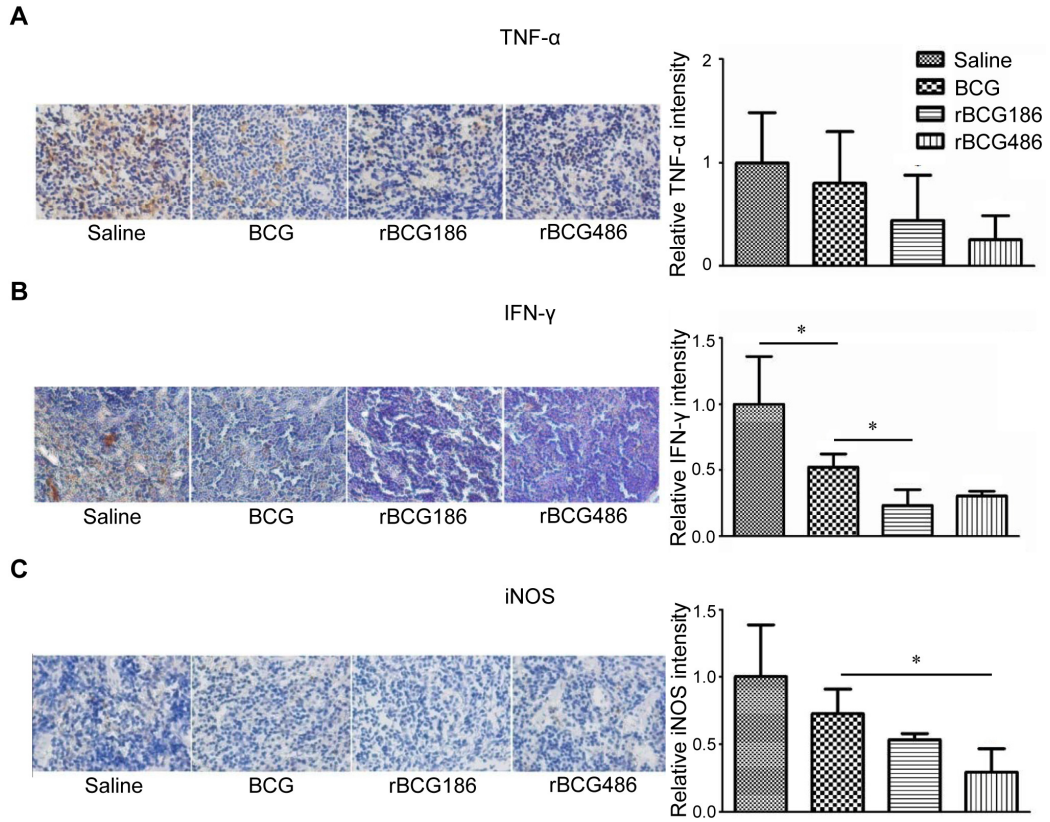 A
TNF-α
Saline
BCG
rBCG186
rBCG486
Relative TNF-α intensity
2
1
0
Saline
BCG
rBCG186
rBCG486
B
IFN-γ
Saline
BCG
rBCG186
rBCG486
Relative IFN-γ intensity
1.5
1.0
0.5
0.0
*
*
C
iNOS
Saline
BCG
rBCG186
rBCG486
Relative iNOS intensity
1.5
1.0
0.5
0.0
*